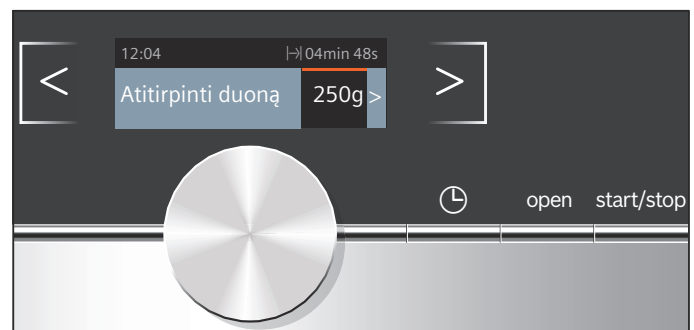 12:04 04min 48s
< Atitirpinti duoną 250g > >
open start/stop